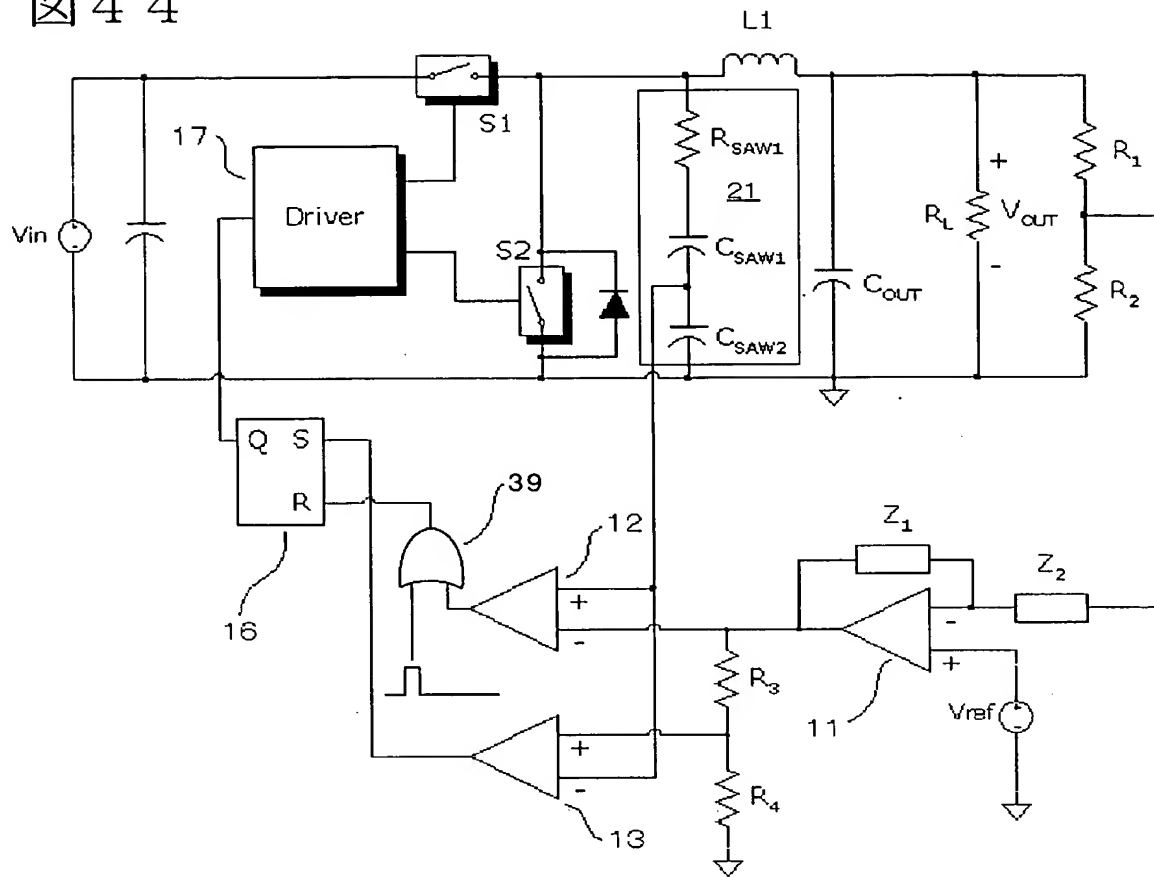 図44
L1
S1
17
Driver
Vin
S2
R_SAW1
21
C_SAW1
C_SAW2
C_OUT
R_L
+
V_OUT
-
R_1
R_2
Q S
R
16
39
12
+
-
Z_1
Z_2
-
+
11
Vref
R_3
R_4
+
-
13